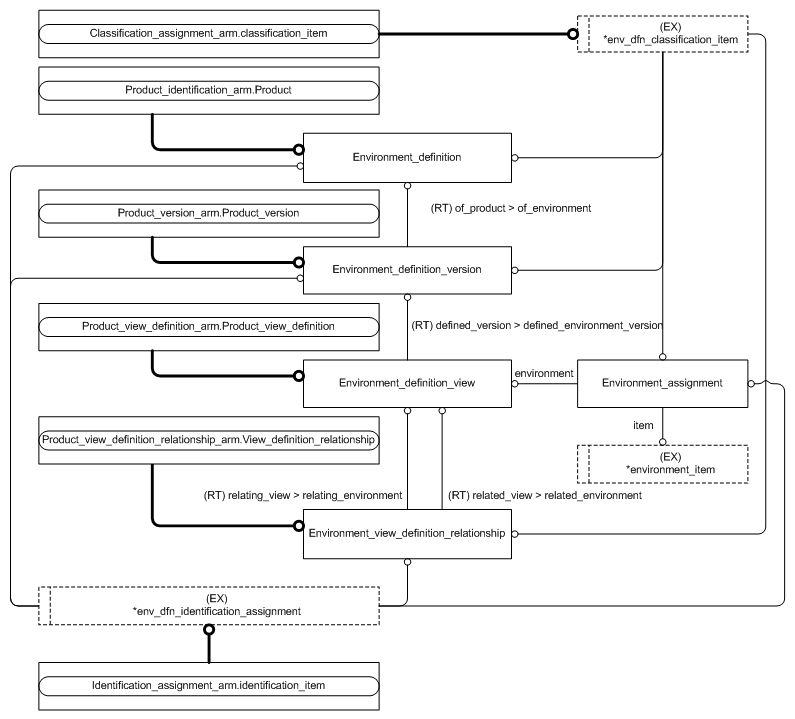 Classification_assignment_arm.classification_item
(EX)
*env_dfn_classification_item
Product_identification_arm.Product
Environment_definition
(RT) of_product > of_environment
Product_version_arm.Product_version
Environment_definition_version
(RT) defined_version > defined_environment_version
Product_view_definition_arm.Product_view_definition
Environment_definition_view
environment
Environment_assignment
item
Product_view_definition_relationship_arm.View_definition_relationship
(EX)
*environment_item
(RT) relating_view > relating_environment
(RT) related_view > related_environment
Environment_view_definition_relationship
(EX)
*env_dfn_identification_assignment
Identification_assignment_arm.identification_item